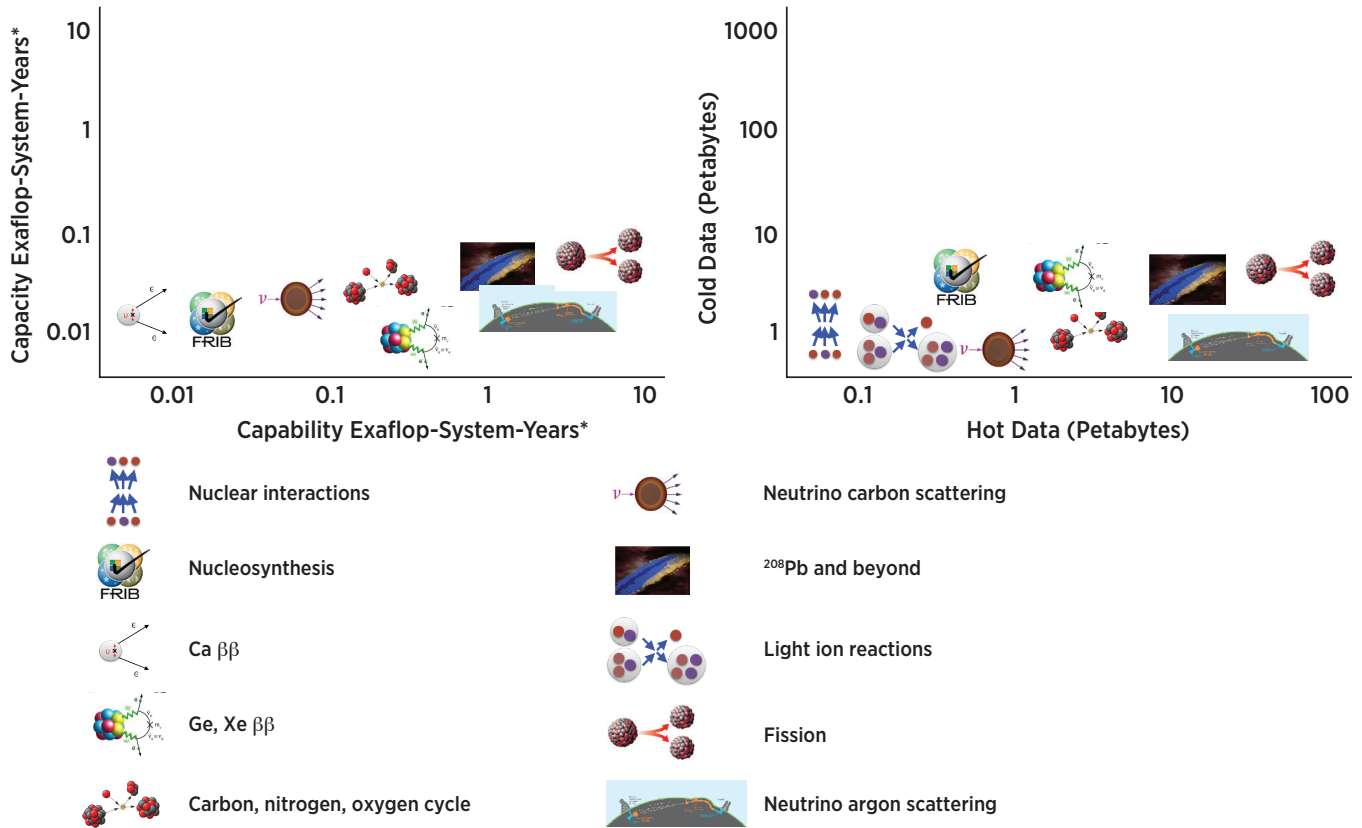 Capacity Exaflop-System-Years*
10
1
0.1
0.01
ν
FRIB
0.01
0.1
1
10
Capability Exaflop-System-Years*
Cold Data (Petabytes)
1000
100
10
1
FRIB
ν
0.1
1
10
100
Hot Data (Petabytes)
Nuclear interactions
FRIB
Nucleosynthesis
Ca ββ
Ge, Xe ββ
Carbon, nitrogen, oxygen cycle
ν
Neutrino carbon scattering
²⁰⁸Pb and beyond
Light ion reactions
Fission
Neutrino argon scattering